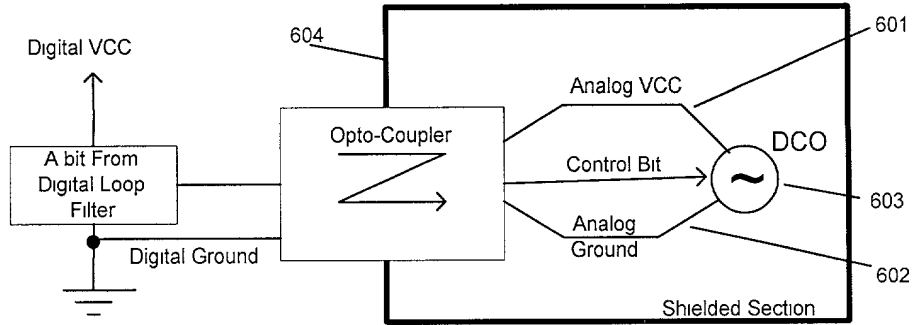 604
601
Digital VCC
Analog VCC
Opto-Coupler
DCO
A bit From
Digital Loop
Filter
Control Bit
603
Analog
Ground
Digital Ground
602
Shielded Section